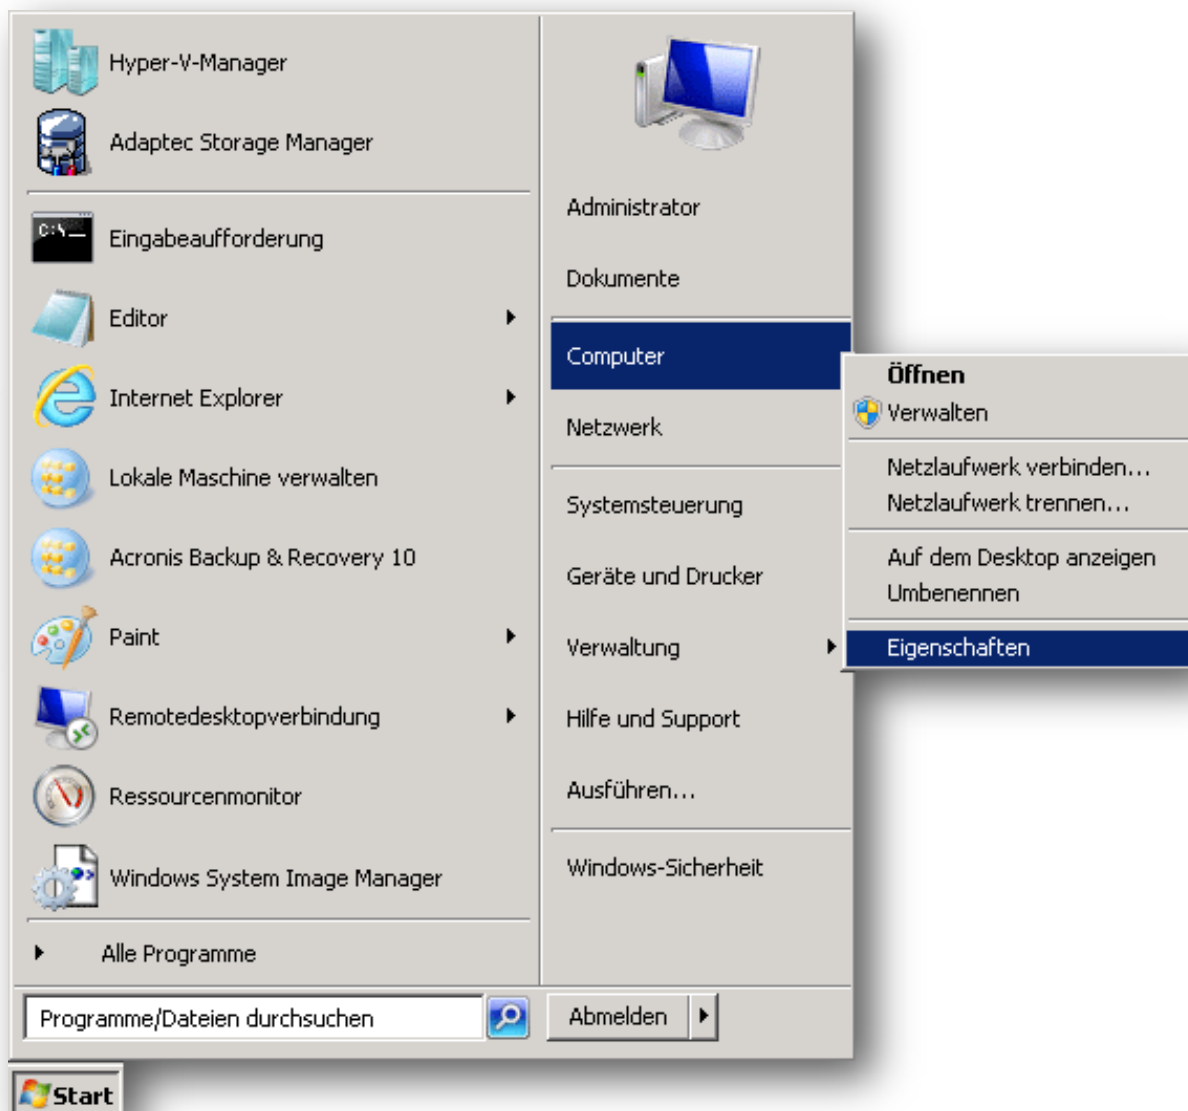 Hyper-V-Manager
Adaptec Storage Manager
C:\
Eingabeaufforderung
Editor
Internet Explorer
Lokale Maschine verwalten
Acronis Backup & Recovery 10
Paint
Remotedesktopverbindung
Ressourcenmonitor
Windows System Image Manager
Alle Programme
Programme/Dateien durchsuchen
Administrator
Dokumente
Computer
Netzwerk
Systemsteuerung
Geräte und Drucker
Verwaltung
Hilfe und Support
Ausführen...
Windows-Sicherheit
Abmelden
Öffnen
Verwalten
Netzlaufwerk verbinden...
Netzlaufwerk trennen...
Auf dem Desktop anzeigen
Umbenennen
Eigenschaften
Start